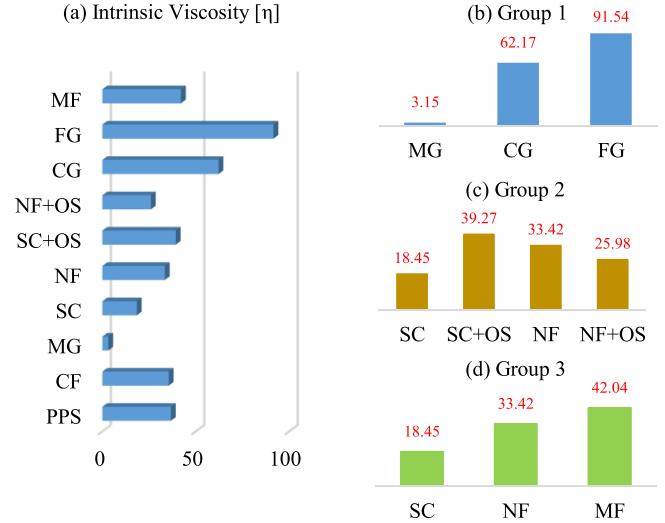 (a) Intrinsic Viscosity [η]
MF
FG
CG
NF+OS
SC+OS
NF
SC
MG
CF
PPS
0 50 100
(b) Group 1
91.54
62.17
3.15
MG CG FG
(c) Group 2
39.27
33.42
25.98
18.45
SC SC+OS NF NF+OS
(d) Group 3
42.04
33.42
18.45
SC NF MF